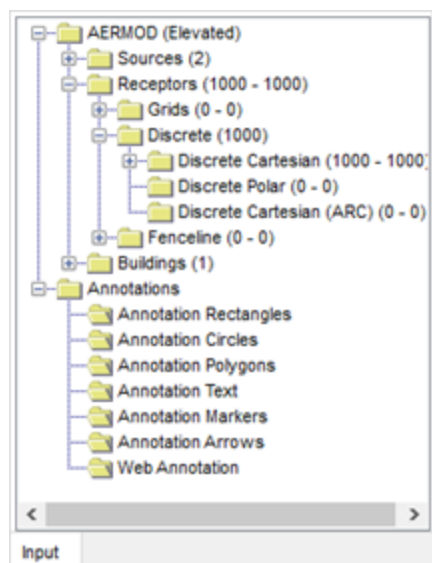 AERMOD (Elevated)
Sources (2)
Receptors (1000 - 1000)
Grids (0 - 0)
Discrete (1000)
Discrete Cartesian (1000 - 1000)
Discrete Polar (0 - 0)
Discrete Cartesian (ARC) (0 - 0)
Fenceline (0 - 0)
Buildings (1)
Annotations
Annotation Rectangles
Annotation Circles
Annotation Polygons
Annotation Text
Annotation Markers
Annotation Arrows
Web Annotation
Input